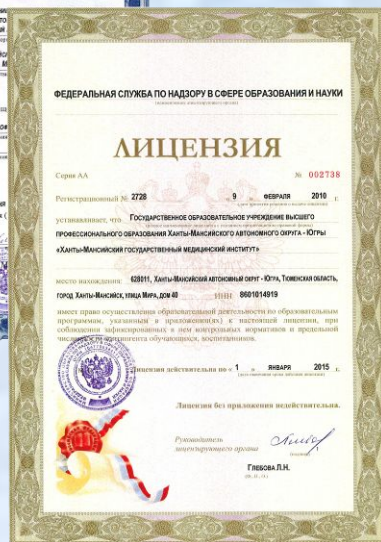 ФЕДЕРАЛЬНАЯ СЛУЖБА ПО НАДЗОРУ В СФЕРЕ ОБРАЗОВАНИЯ И НАУКИ
ЛИЦЕНЗИЯ
Серия АА № 002738
Регистрационный № 2728 9 ФЕВРАЛЯ 2010 г.
устанавливает, что ГОСУДАРСТВЕННОЕ ОБРАЗОВАТЕЛЬНОЕ УЧРЕЖДЕНИЕ ВЫСШЕГО
ПРОФЕССИОНАЛЬНОГО ОБРАЗОВАНИЯ ХАНТЫ-МАНСИЙСКОГО АВТОНОМНОГО ОКРУГА - ЮГРЫ
«ХАНТЫ-МАНСИЙСКИЙ ГОСУДАРСТВЕННЫЙ МЕДИЦИНСКИЙ ИНСТИТУТ»
место нахождения 628011, ХАНТЫ-МАНСИЙСКИЙ АВТОНОМНЫЙ ОКРУГ - ЮГРА, ТЮМЕНСКАЯ ОБЛАСТЬ,
ГОРОД ХАНТЫ-МАНСИЙСК, УЛИЦА МИРА, ДОМ 40 ИНН 8601014919
имеет право осуществления образовательной деятельности по образовательным
программам, указанным в приложении(ях) к настоящей лицензии, при
соблюдении зафиксированных в нем контрольных нормативов и предельной
контингента обучающихся, воспитанников.
Лицензия действительна по « 1 » ЯНВАРЯ 2015 г.
Лицензия без приложения недействительна.
Руководитель
лицензирующего органа
ГЛЕБОВА Л.Н.